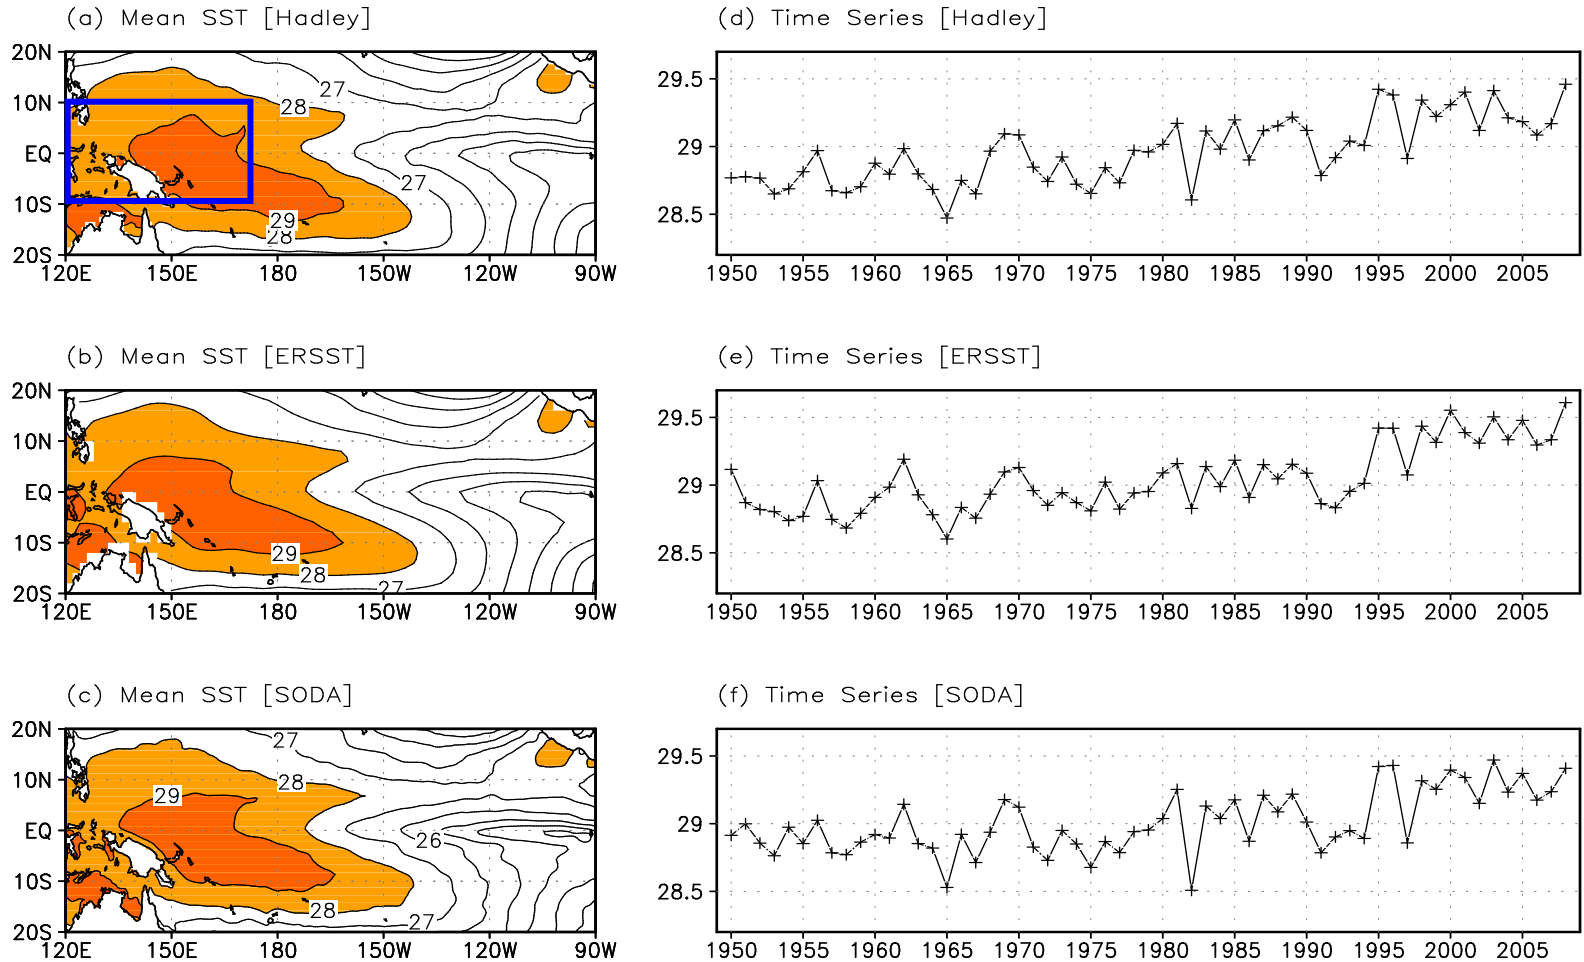 (a) Mean SST [Hadley]
20N
10N
EQ
10S
20S
27
28
27
29
28
120E 150E 180 150W 120W 90W
(d) Time Series [Hadley]
29.5
29
28.5
1950 1955 1960 1965 1970 1975 1980 1985 1990 1995 2000 2005
(b) Mean SST [ERSST]
20N
10N
EQ
10S
20S
29
28
27
120E 150E 180 150W 120W 90W
(e) Time Series [ERSST]
29.5
29
28.5
1950 1955 1960 1965 1970 1975 1980 1985 1990 1995 2000 2005
(c) Mean SST [SODA]
20N
10N
EQ
10S
20S
27
28
29
26
28
27
120E 150E 180 150W 120W 90W
(f) Time Series [SODA]
29.5
29
28.5
1950 1955 1960 1965 1970 1975 1980 1985 1990 1995 2000 2005